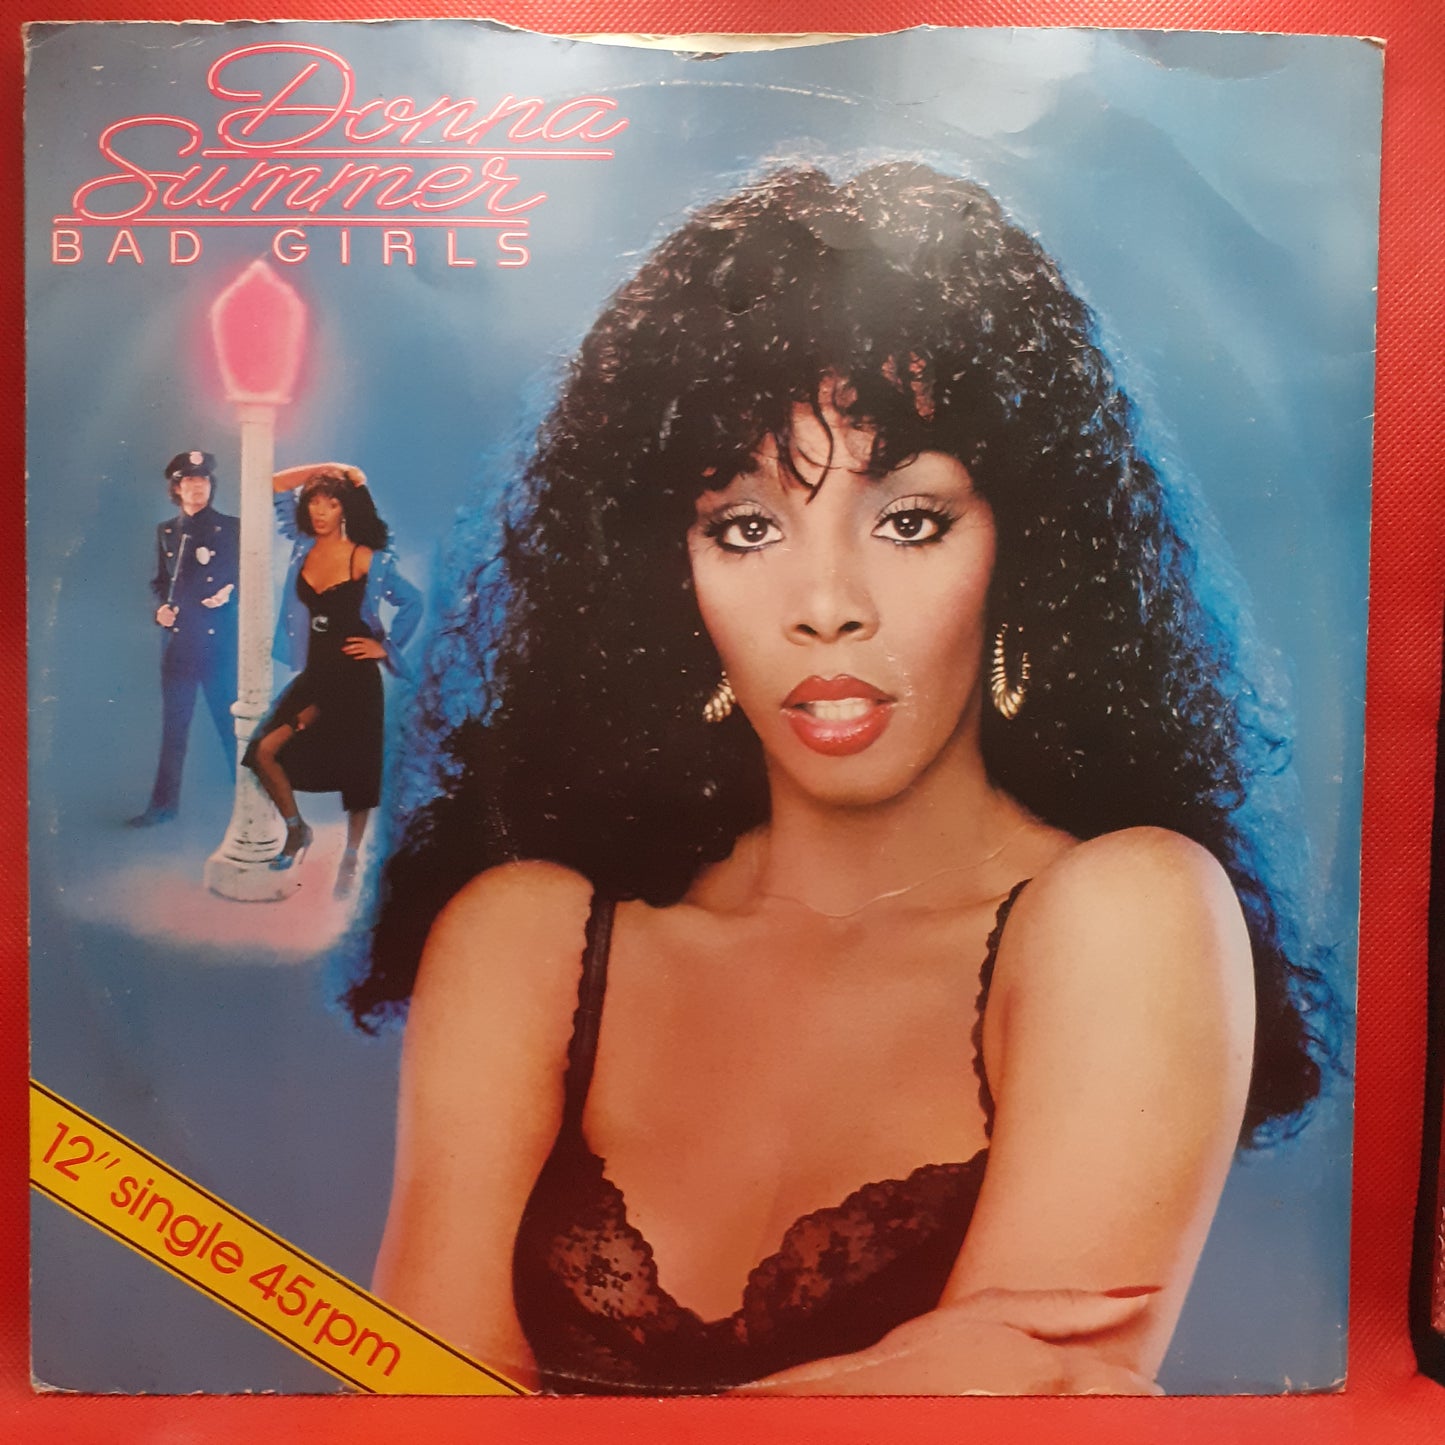 Donna
Summer
BAD GIRLS
12" single 45rpm